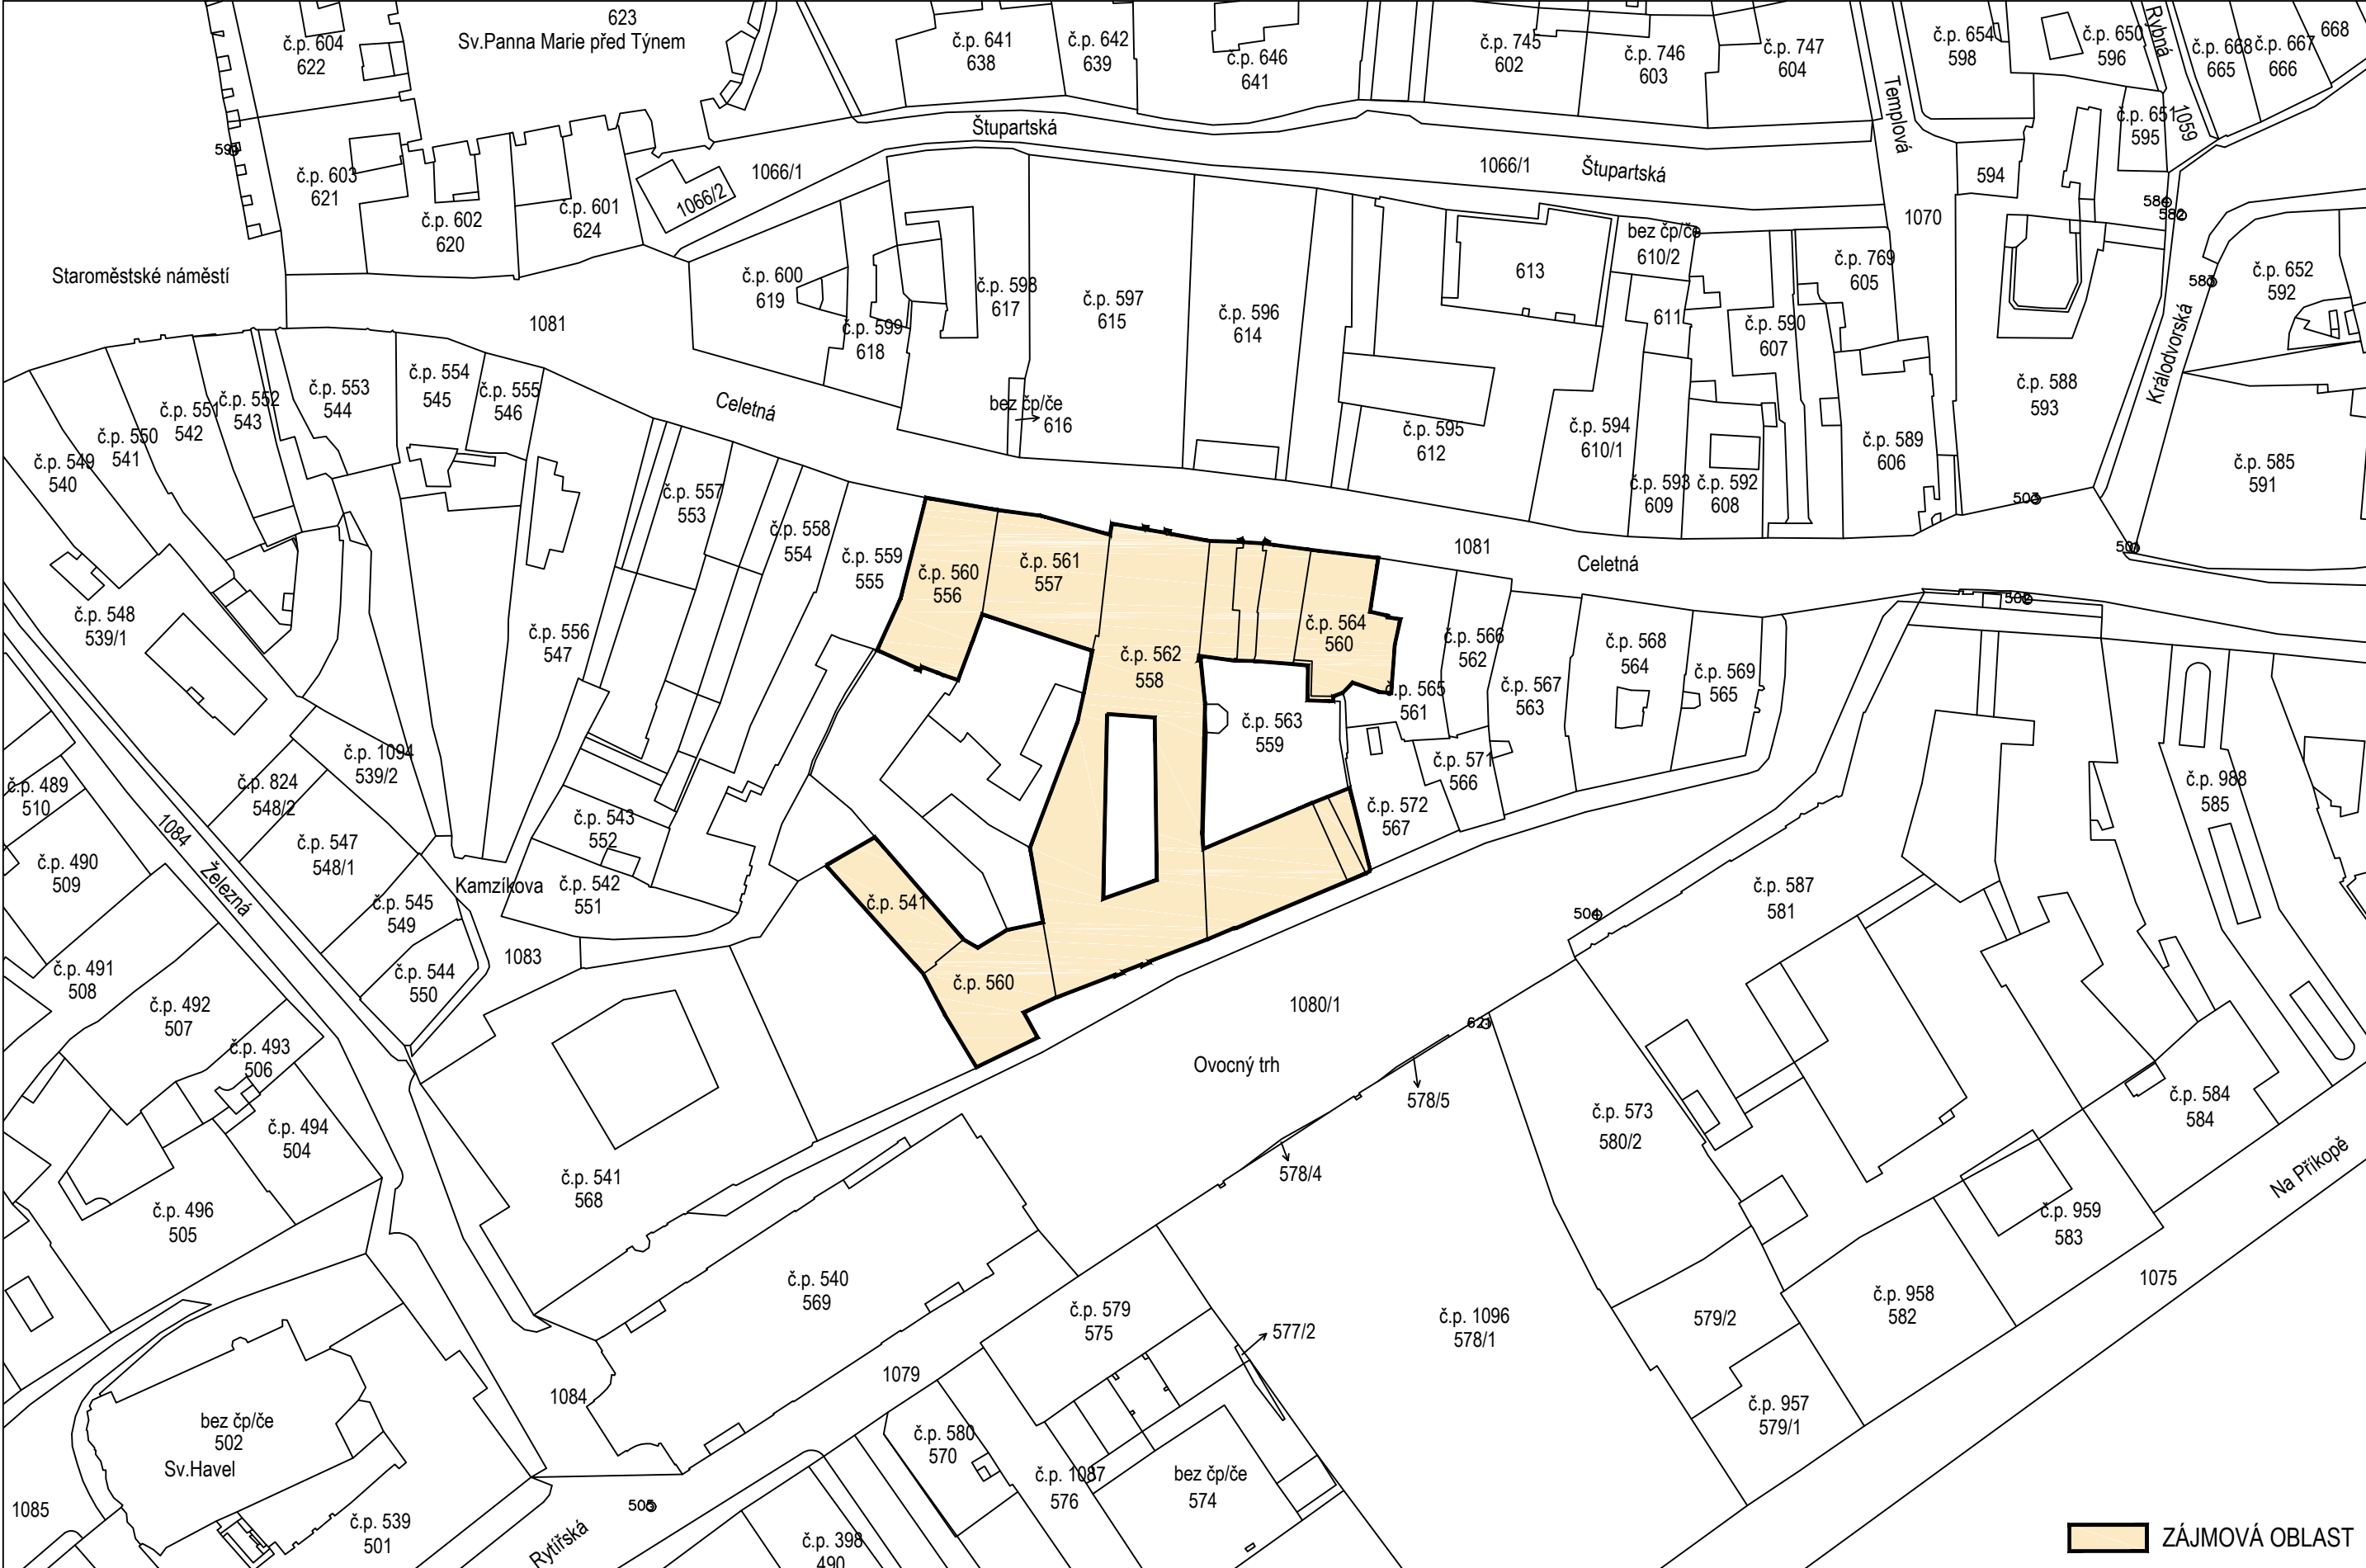 623
Sv.Panna Marie před Týnem
č.p. 604
622
č.p. 641
638
č.p. 642
639
č.p. 646
641
č.p. 745
602
č.p. 746
603
č.p. 747
604
č.p. 654
598
č.p. 650
596
Rybná
č.p. 668
665
č.p. 667
666
668
č.p. 651
595
1059
Templová
Štupartská
1066/1
1066/2
1066/1
Štupartská
594
1070
č.p. 603
621
č.p. 602
620
č.p. 601
624
Staroměstské náměstí
1081
č.p. 600
619
č.p. 599
618
č.p. 598
617
č.p. 597
615
č.p. 596
614
613
bez čp/če
610/2
611
č.p. 590
607
č.p. 769
605
583
č.p. 652
592
Královorská
č.p. 588
593
č.p. 585
591
č.p. 589
606
č.p. 592
608
č.p. 593
609
č.p. 594
610/1
č.p. 595
612
bez čp/če
616
Celetná
č.p. 549
540
č.p. 550
541
č.p. 551
542
č.p. 552
543
č.p. 553
544
č.p. 554
545
č.p. 555
546
č.p. 557
553
č.p. 558
554
č.p. 559
555
č.p. 560
556
č.p. 561
557
č.p. 562
558
č.p. 563
559
č.p. 564
560
č.p. 565
561
č.p. 566
562
č.p. 567
563
č.p. 568
564
č.p. 569
565
č.p. 571
566
č.p. 572
567
1081
Celetná
503
502
č.p. 548
539/1
č.p. 556
547
č.p. 1094
539/2
č.p. 824
548/2
č.p. 547
548/1
č.p. 545
549
č.p. 544
550
č.p. 543
552
č.p. 542
551
Kamzíkova
1083
1084
Železná
č.p. 489
510
č.p. 490
509
č.p. 491
508
č.p. 492
507
č.p. 493
506
č.p. 494
504
č.p. 496
505
č.p. 541
č.p. 560
1080/1
Ovocný trh
504
č.p. 587
581
č.p. 988
585
č.p. 573
580/2
č.p. 584
584
č.p. 959
583
č.p. 958
582
579/2
č.p. 957
579/1
1075
Na Příkopě
621
578/5
578/4
č.p. 1096
578/1
577/2
č.p. 579
575
č.p. 541
568
č.p. 540
569
1079
1084
č.p. 580
570
č.p. 1087
576
bez čp/če
574
bez čp/če
502
Sv.Havel
1085
č.p. 539
501
505
Rytířská
č.p. 398
490
ZÁJMOVÁ OBLAST